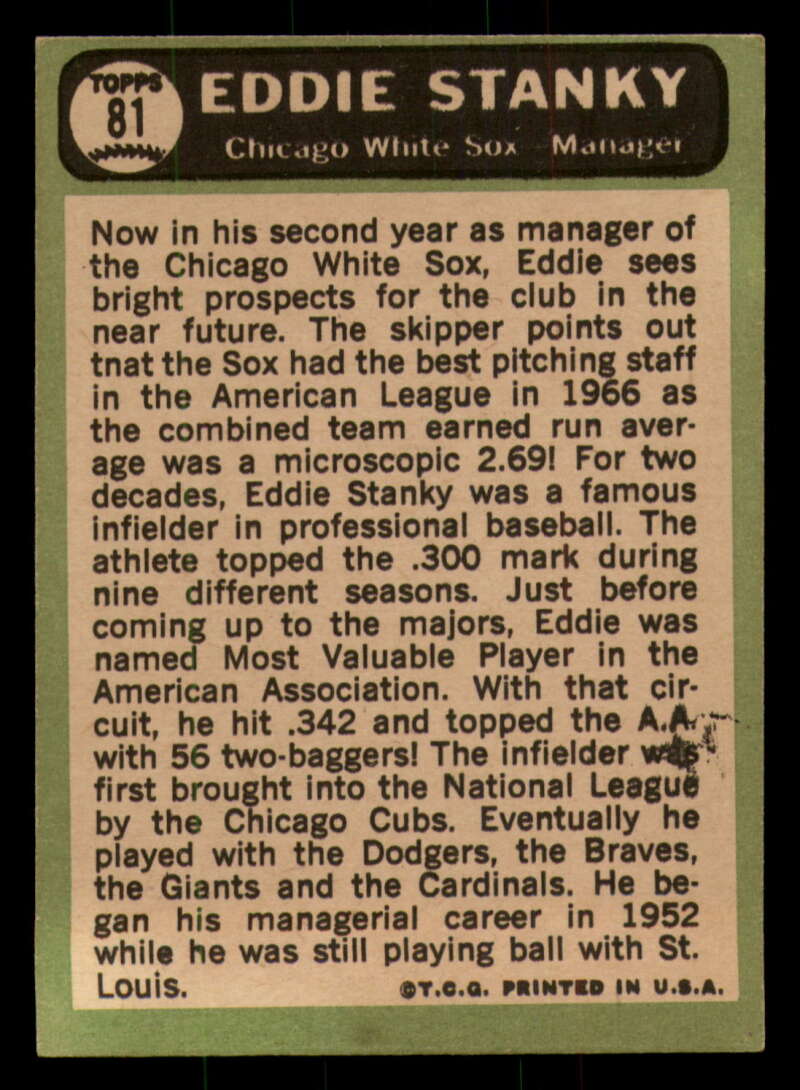 TOPPS
81
EDDIE STANKY
Chicago White Sox Manager
Now in his second year as manager of
the Chicago White Sox, Eddie sees
bright prospects for the club in the
near future. The skipper points out
tnat the Sox had the best pitching staff
in the American League in 1966 as
the combined team earned run aver-
age was a microscopic 2.69! For two
decades, Eddie Stanky was a famous
infielder in professional baseball. The
athlete topped the .300 mark during
nine different seasons. Just before
coming up to the majors, Eddie was
named Most Valuable Player in the
American Association. With that cir-
cuit, he hit .342 and topped the A.A.
with 56 two-baggers! The infielder was
first brought into the National League
by the Chicago Cubs. Eventually he
played with the Dodgers, the Braves,
the Giants and the Cardinals. He be-
gan his managerial career in 1952
while he was still playing ball with St.
Louis.
©T.C.G. PRINTED IN U.S.A.